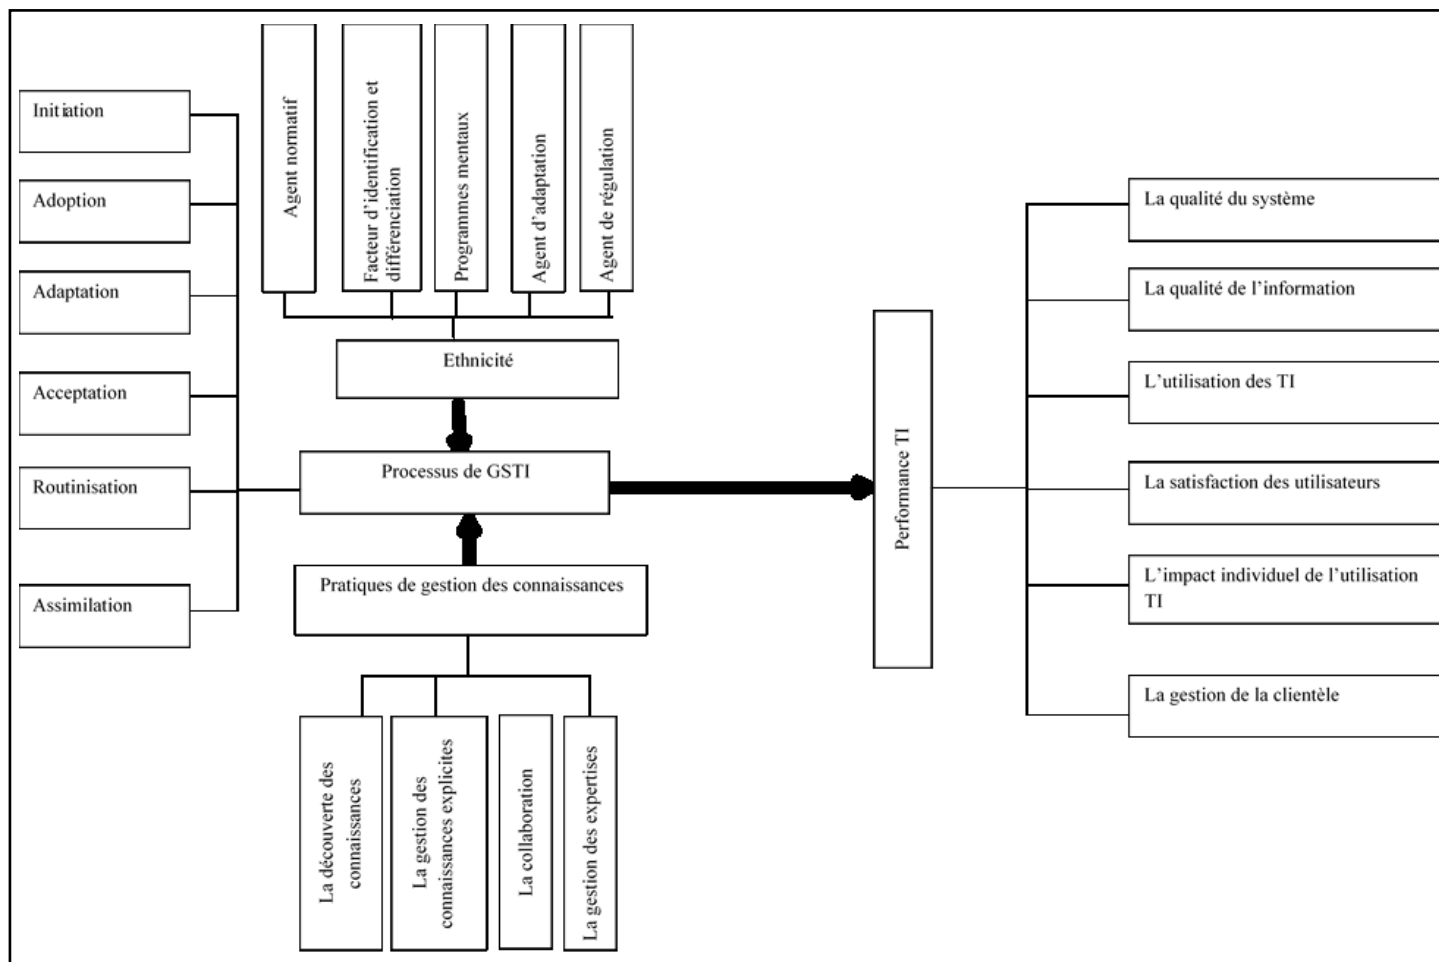 Initiation
Adoption
Adaptation
Acceptation
Routinisation
Assimilation
Agent normatif
Facteur d’identification et
différenciation
Programmes mentaux
Agent d’adaptation
Agent de régulation
Ethnicité
Processus de GSTI
Pratiques de gestion des connaissances
La découverte des
connaissances
La gestion des
connaissances explicites
La collaboration
La gestion des expertises
Performance TI
La qualité du système
La qualité de l’information
L’utilisation des TI
La satisfaction des utilisateurs
L’impact individuel de l’utilisation
TI
La gestion de la clientèle